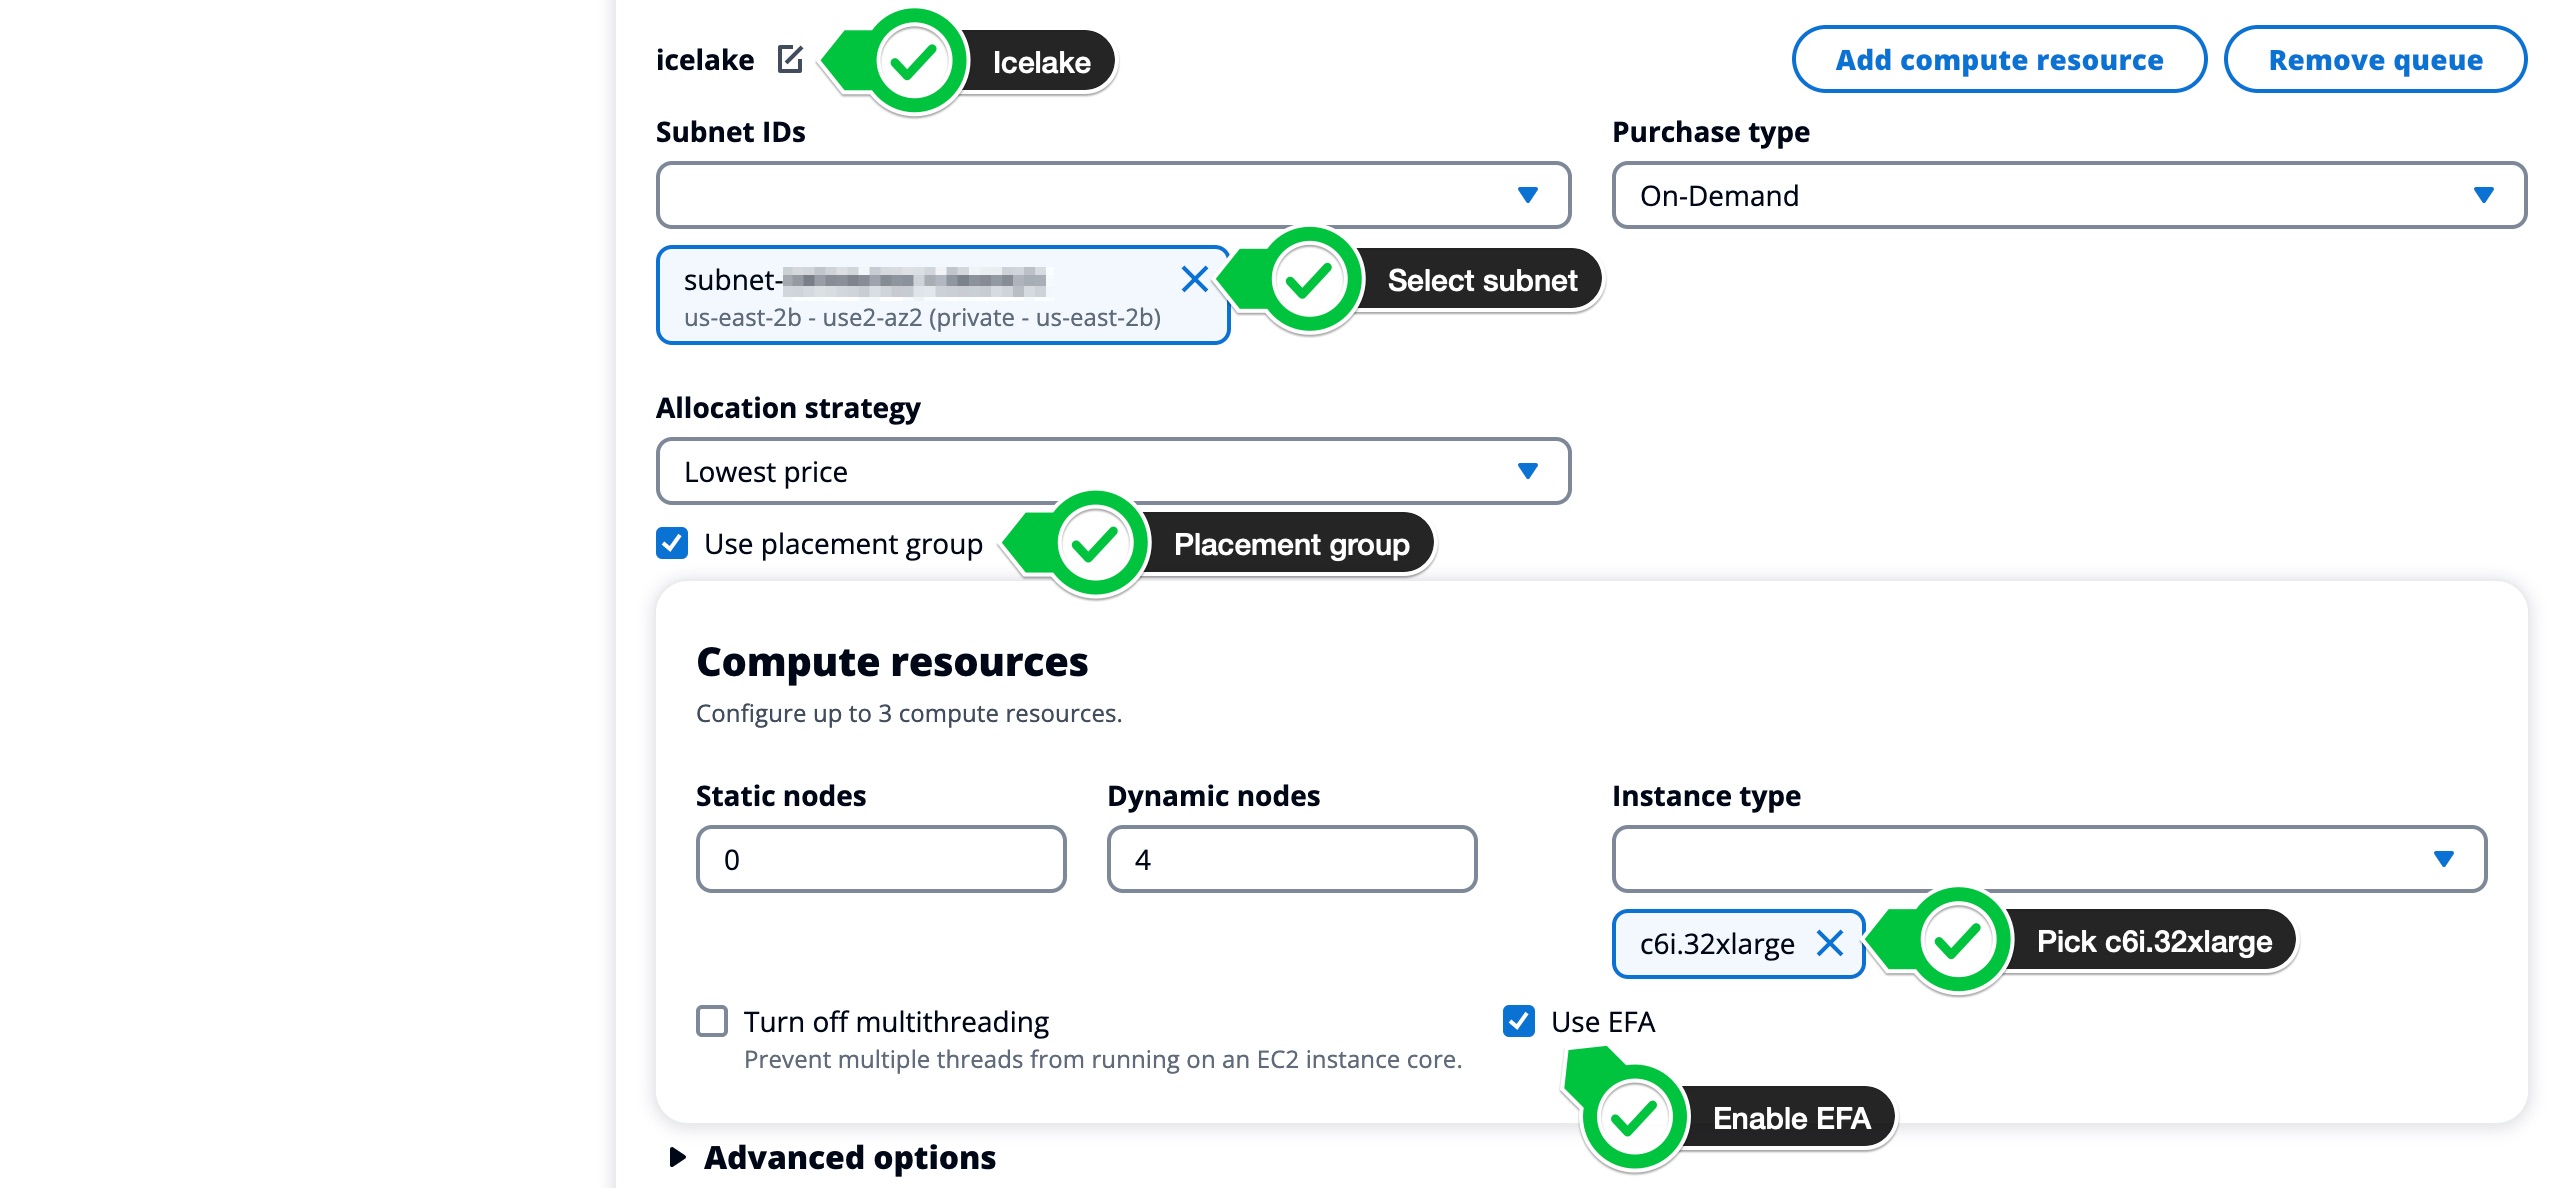 icelake
Icelake
Add compute resource
Remove queue
Subnet IDs
Purchase type
On-Demand
subnet-
us-east-2b - use2-az2 (private - us-east-2b)
Select subnet
Allocation strategy
Lowest price
Use placement group
Placement group
Compute resources
Configure up to 3 compute resources.
Static nodes
Dynamic nodes
Instance type
0
4
c6i.32xlarge
Pick c6i.32xlarge
Turn off multithreading
Prevent multiple threads from running on an EC2 instance core.
Use EFA
Enable EFA
Advanced options